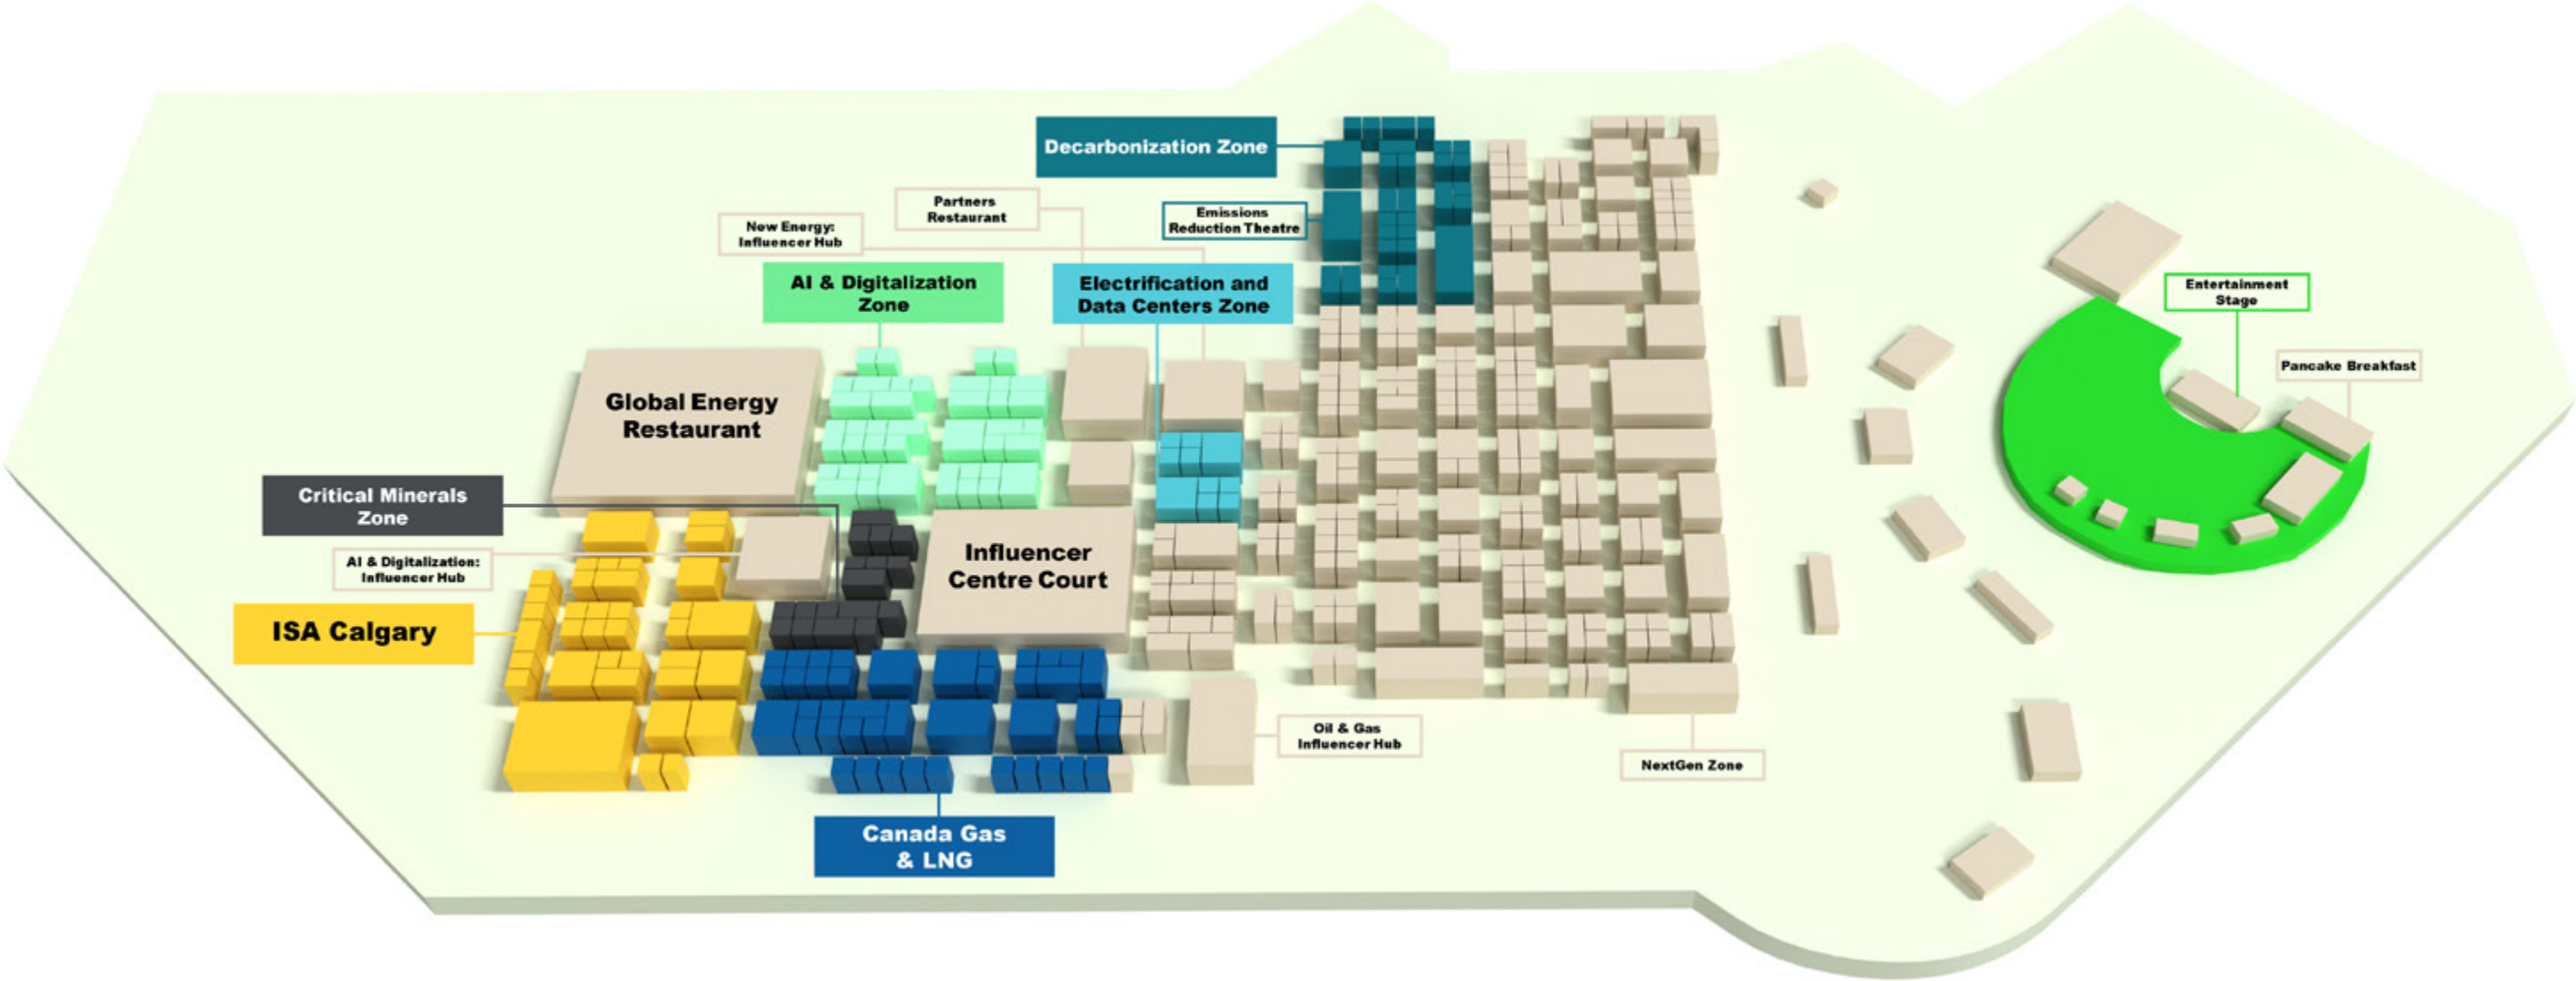 Decarbonization Zone
Partners
Restaurant
New Energy:
Influencer Hub
Emissions
Reduction Theatre
AI & Digitalization
Zone
Electrification and
Data Centers Zone
Entertainment
Stage
Pancake Breakfast
Global Energy
Restaurant
Critical Minerals
Zone
AI & Digitalization:
Influencer Hub
Influencer
Centre Court
ISA Calgary
Oil & Gas
Influencer Hub
NextGen Zone
Canada Gas
& LNG